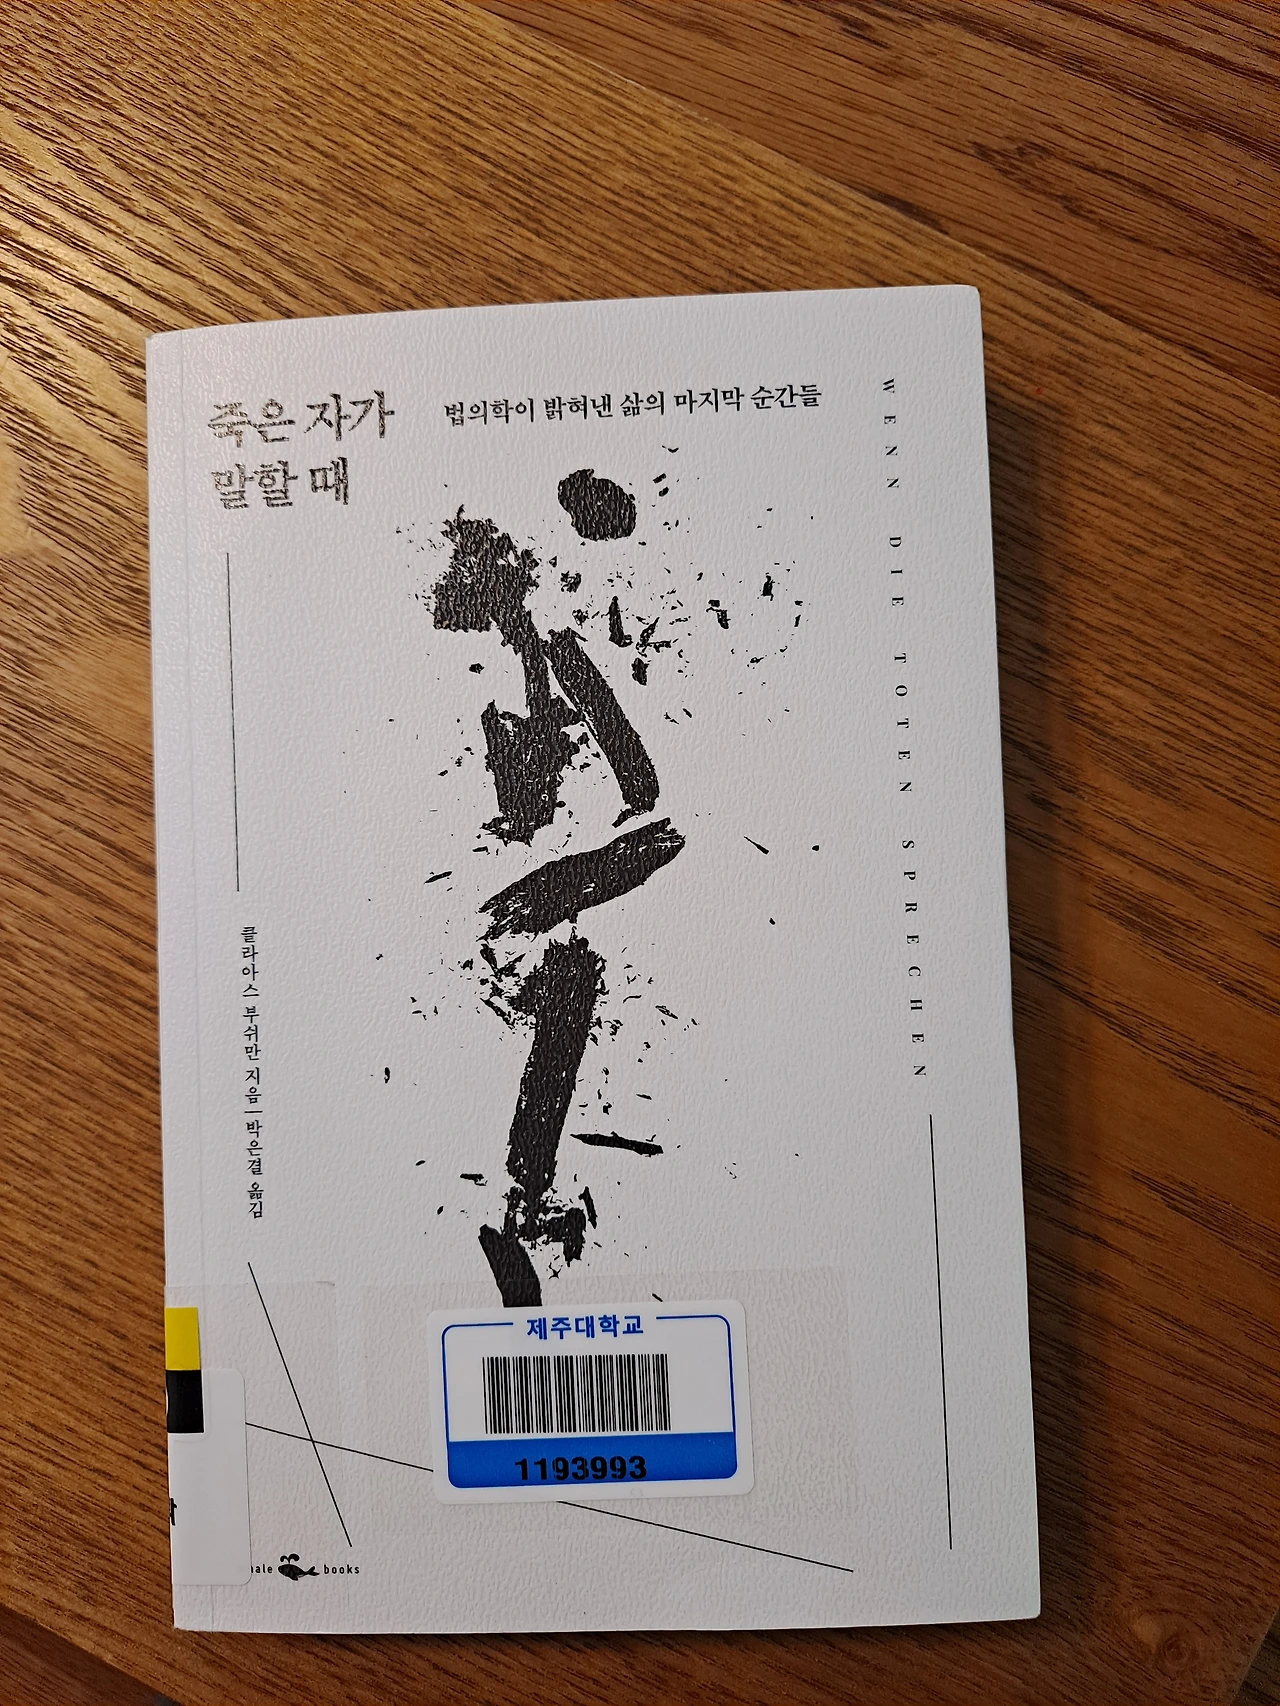 죽은 자가
말할 때
법의학이 밝혀낸 삶의 마지막 순간들
WENN DIE TOTEN SPRECHEN
클라아스 부쉬만 지음 | 박은결 옮김
제주대학교
1193993
books